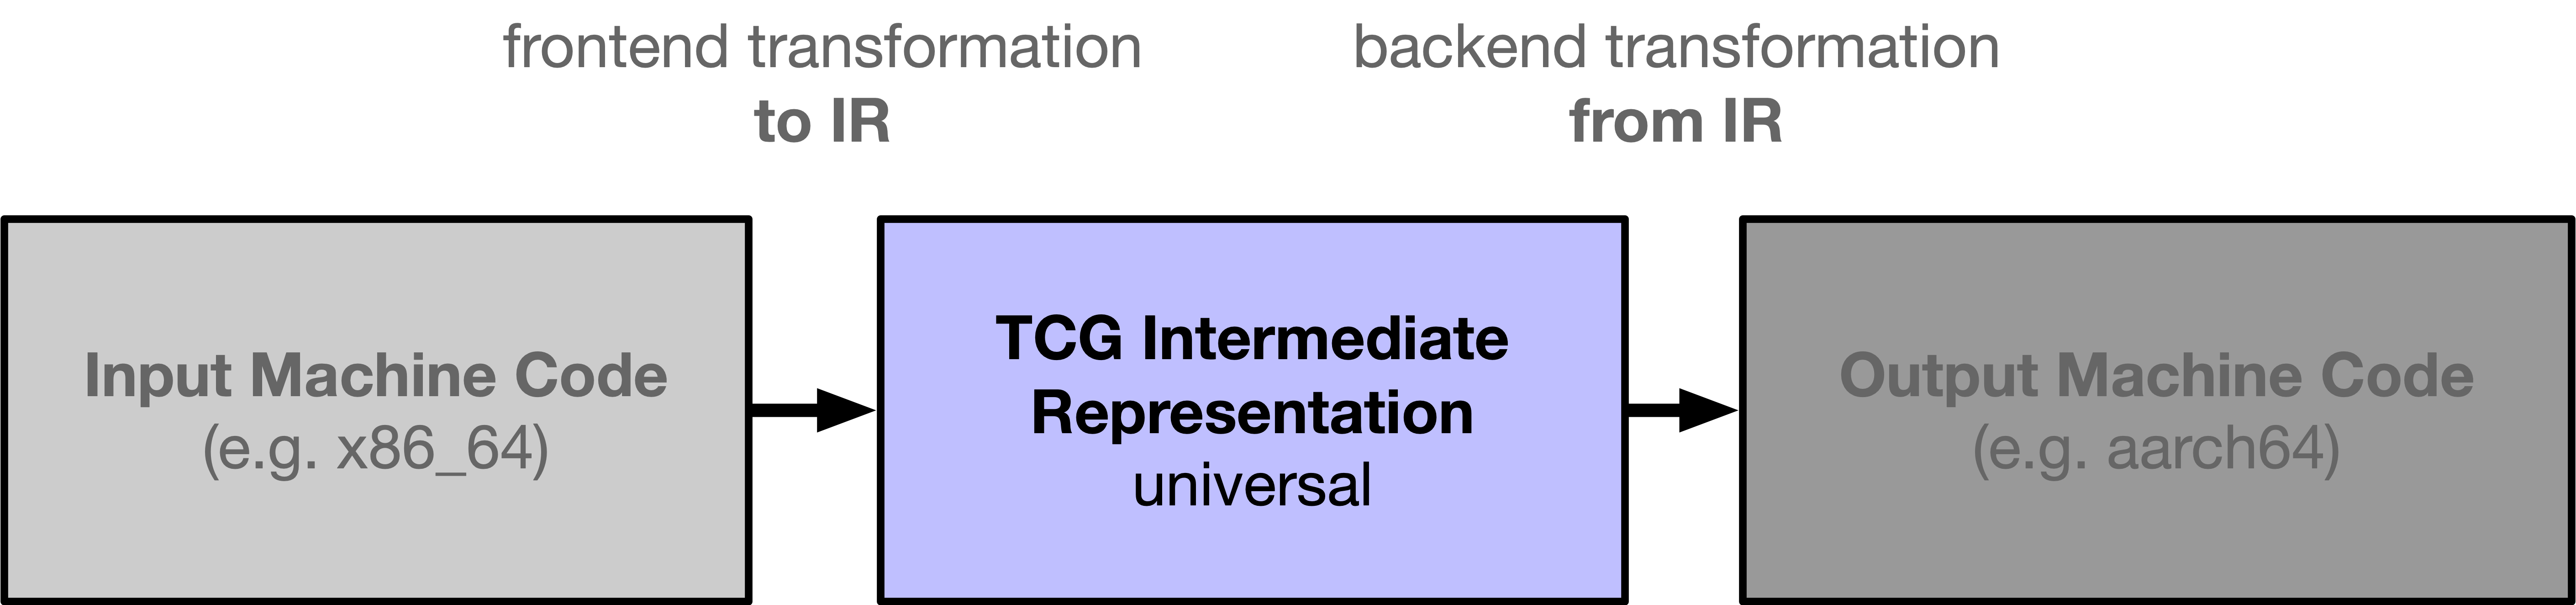 frontend transformation
to IR
backend transformation
from IR
Input Machine Code
(e.g. x86_64)
TCG Intermediate
Representation
universal
Output Machine Code
(e.g. aarch64)